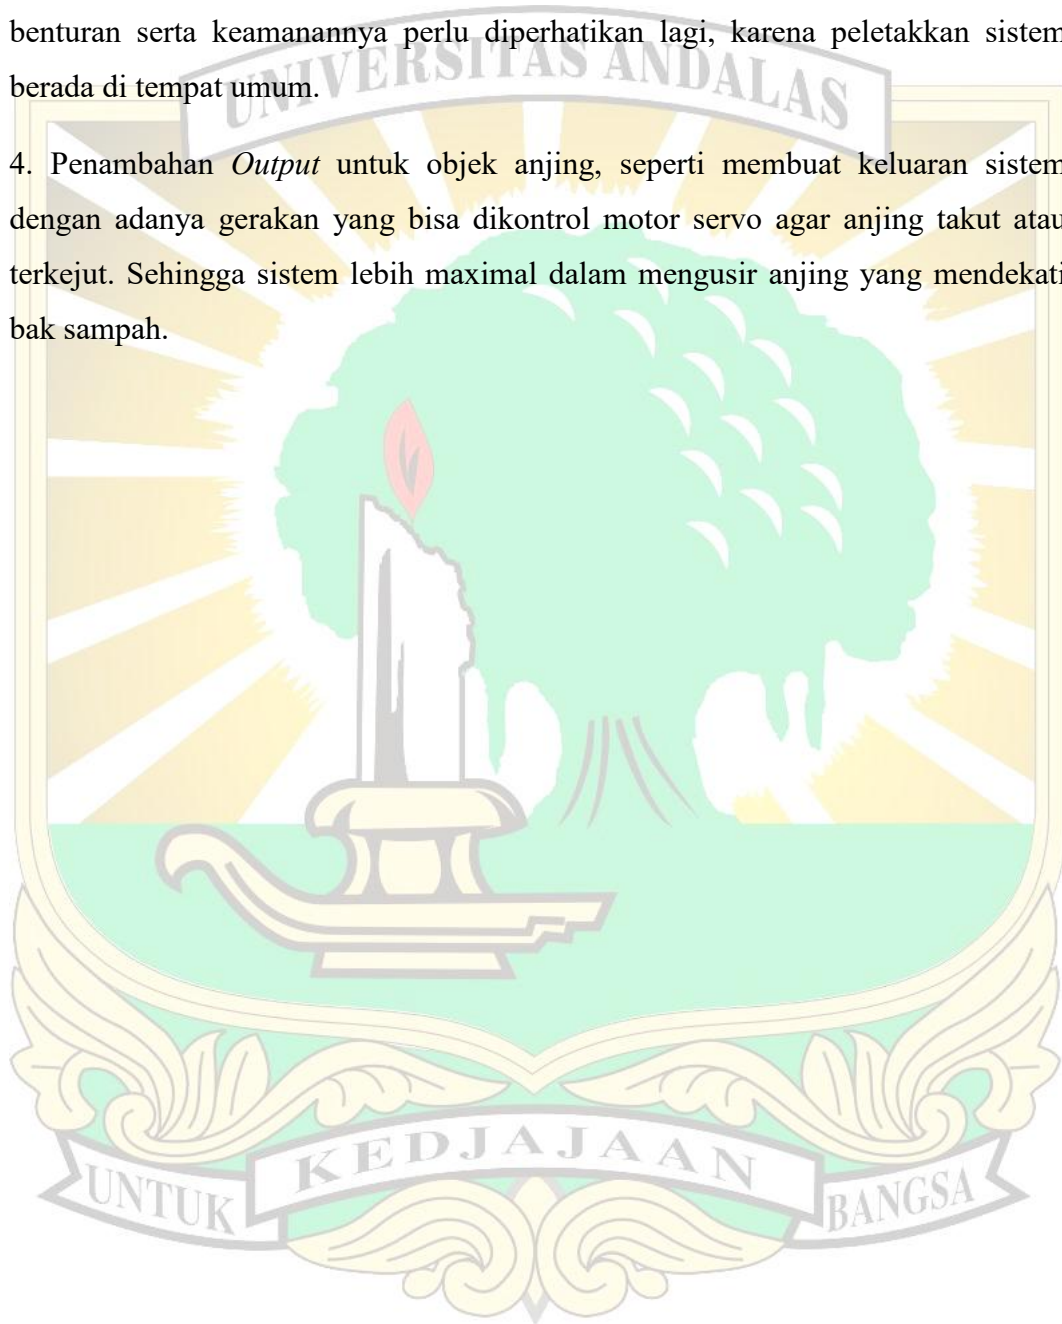 benturan serta keamanannya perlu diperhatikan lagi, karena peletakkan sistem
berada di tempat umum.
UNIVERSITAS ANDALAS
4. Penambahan Output untuk objek anjing, seperti membuat keluaran sistem
dengan adanya gerakan yang bisa dikontrol motor servo agar anjing takut atau
terkejut. Sehingga sistem lebih maximal dalam mengusir anjing yang mendekati
bak sampah.
UNTUK KEDJAJAAN BANGSA